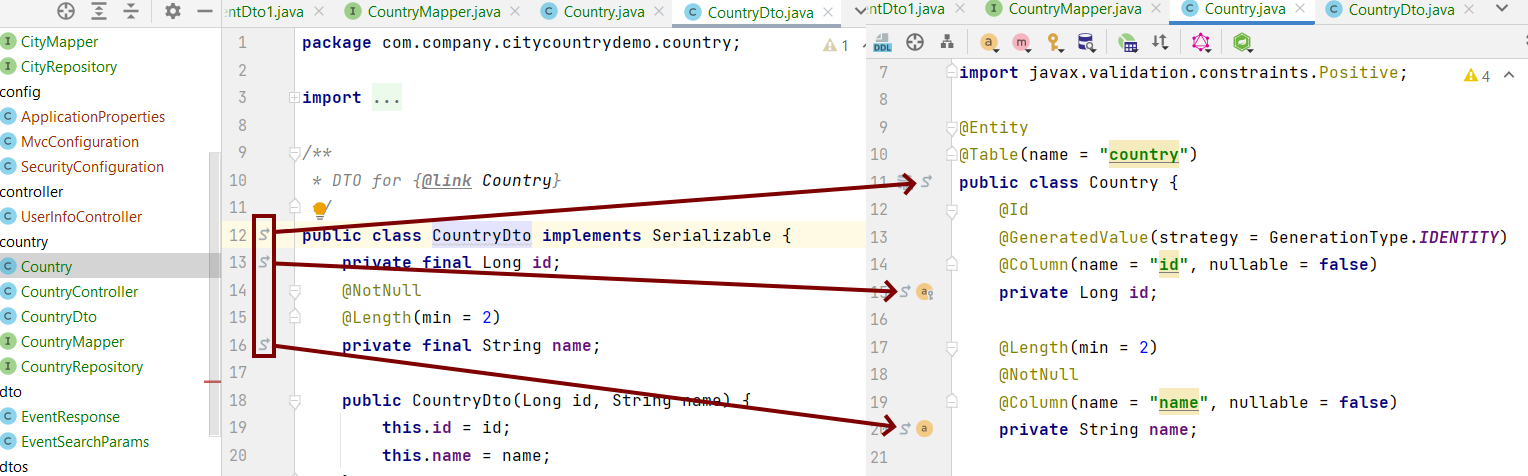 entDto1.java
CountryMapper.java
Country.java
CountryDto.java
CityMapper
CityRepository
config
ApplicationProperties
MvcConfiguration
SecurityConfiguration
controller
UserInfoController
country
Country
CountryController
CountryDto
CountryMapper
CountryRepository
dto
EventResponse
EventSearchParams
dtos
1 package com.company.citycountrydemo.country;
1
2
3 import ...
8
9 /**
10 * DTO for {@link Country}
11 /
12 public class CountryDto implements Serializable {
13 private final Long id;
14 @NotNull
15 @Length(min = 2)
16 private final String name;
17
18 public CountryDto(Long id, String name) {
19 this.id = id;
20 this.name = name;
entDto1.java
CountryMapper.java
Country.java
CountryDto.java
DDL
a
m
7 import javax.validation.constraints.Positive;
4
8
9 @Entity
10 @Table(name = "country")
11 public class Country {
12 @Id
13 @GeneratedValue(strategy = GenerationType.IDENTITY)
14 @Column(name = "id", nullable = false)
15 a private Long id;
16
17 @Length(min = 2)
18 @NotNull
19 @Column(name = "name", nullable = false)
20 a private String name;
21